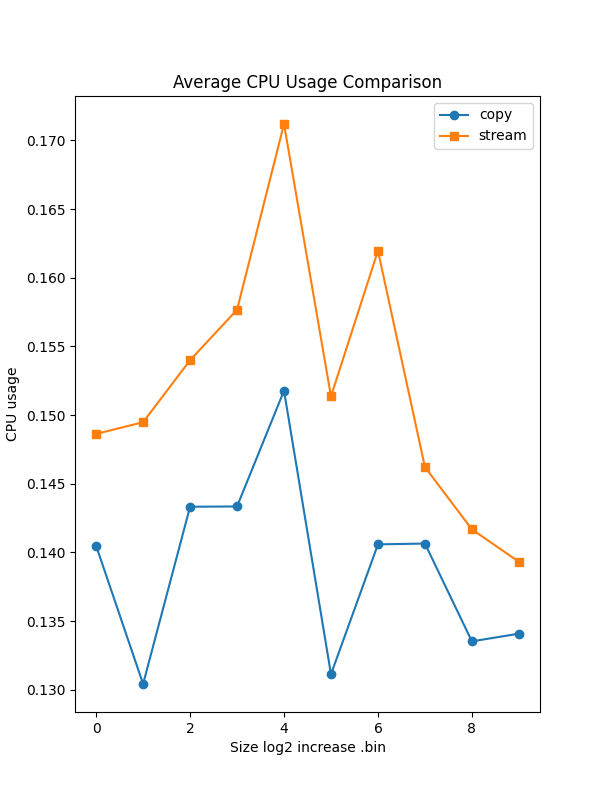 Average CPU Usage Comparison
copy
stream
0.170
0.165
0.160
0.155
0.150
0.145
0.140
0.135
0.130
CPU usage
0 2 4 6 8
Size log2 increase .bin